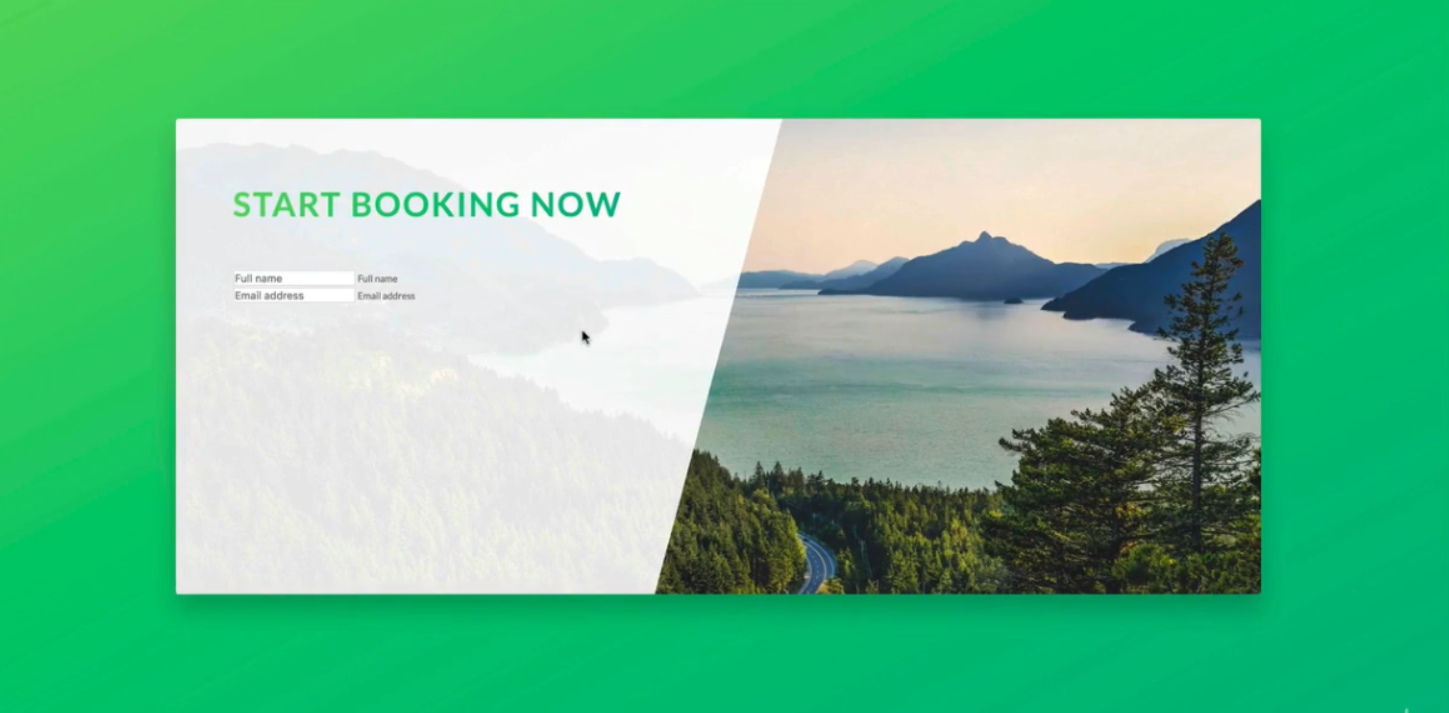 START BOOKING NOW
Full name Full name
Email address Email address